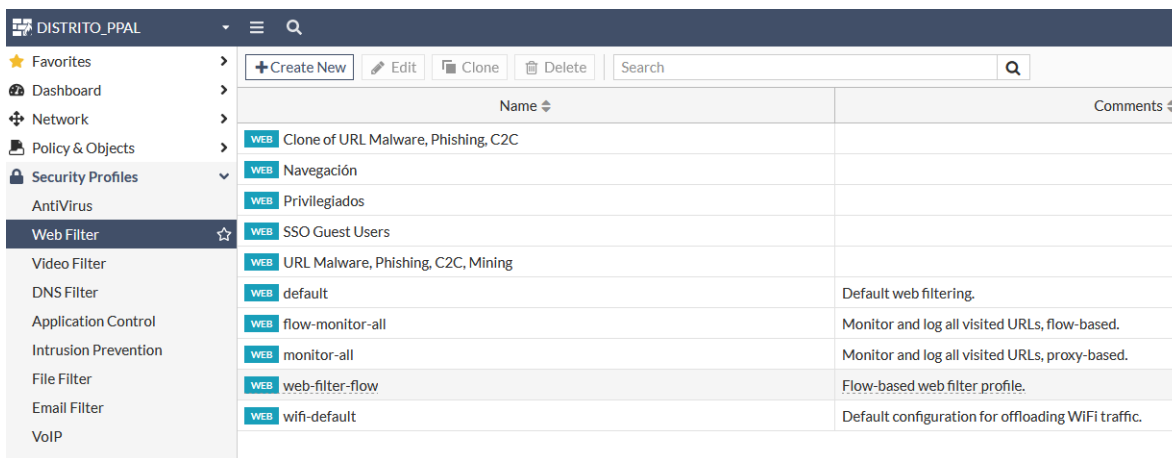 DISTRITO_PPAL
Favorites
Dashboard
Network
Policy & Objects
Security Profiles
AntiVirus
Web Filter
Video Filter
DNS Filter
Application Control
Intrusion Prevention
File Filter
Email Filter
VoIP
+Create New Edit Clone Delete Search
Name Comments
WEB Clone of URL Malware, Phishing, C2C
WEB Navegación
WEB Privilegiados
WEB SSO Guest Users
WEB URL Malware, Phishing, C2C, Mining
WEB default Default web filtering.
WEB flow-monitor-all Monitor and log all visited URLs, flow-based.
WEB monitor-all Monitor and log all visited URLs, proxy-based.
WEB web-filter-flow Flow-based web filter profile.
WEB wifi-default Default configuration for offloading WiFi traffic.